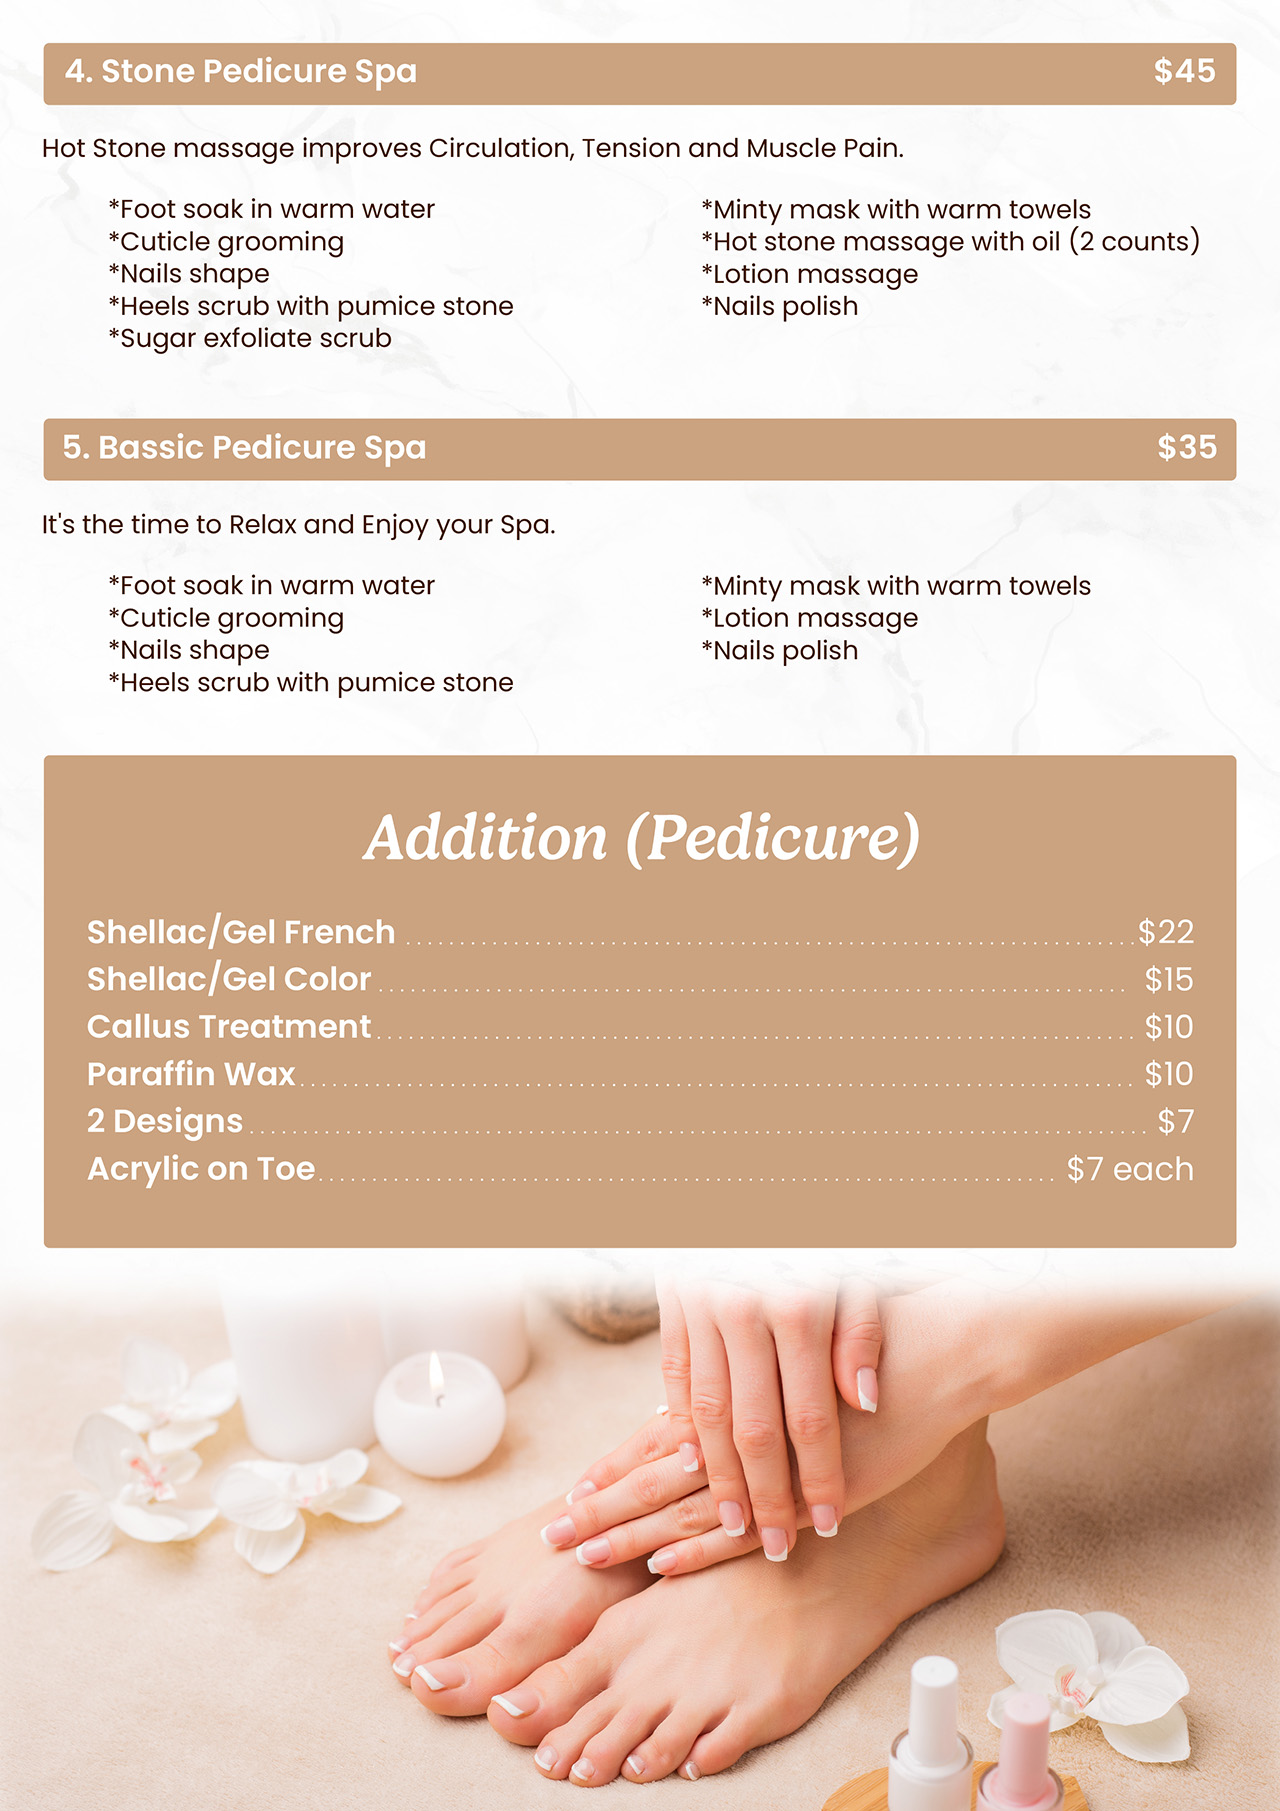 4. Stone Pedicure Spa $45
Hot Stone massage improves Circulation, Tension and Muscle Pain.
*Foot soak in warm water
*Cuticle grooming
*Nails shape
*Heels scrub with pumice stone
*Sugar exfoliate scrub
*Minty mask with warm towels
*Hot stone massage with oil (2 counts)
*Lotion massage
*Nails polish
5. Bassic Pedicure Spa $35
It's the time to Relax and Enjoy your Spa.
*Foot soak in warm water
*Cuticle grooming
*Nails shape
*Heels scrub with pumice stone
*Minty mask with warm towels
*Lotion massage
*Nails polish
Addition (Pedicure)
Shellac/Gel French $22
Shellac/Gel Color $15
Callus Treatment $10
Paraffin Wax $10
2 Designs $7
Acrylic on Toe $7 each